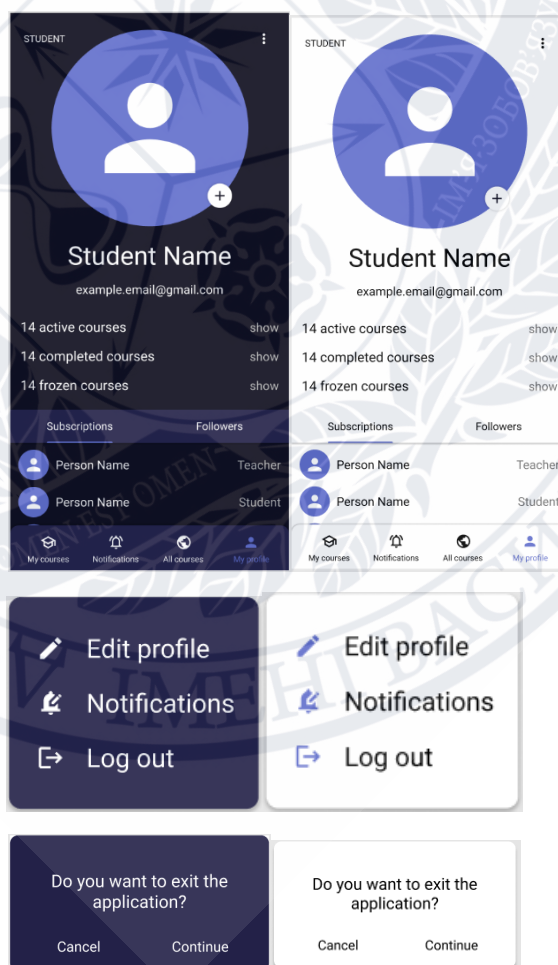 STUDENT
Student Name
example.email@gmail.com
14 active courses show
14 completed courses show
14 frozen courses show
Subscriptions Followers
Person Name Teacher
Person Name Student
My courses Notifications All courses My profile
STUDENT
Student Name
example.email@gmail.com
14 active courses show
14 completed courses show
14 frozen courses show
Subscriptions Followers
Person Name Teacher
Person Name Student
My courses Notifications All courses My profile
Edit profile
Notifications
Log out
Edit profile
Notifications
Log out
Do you want to exit the
application?
Cancel Continue
Do you want to exit the
application?
Cancel Continue
EST OMEN
ІМЕНІ ВАС